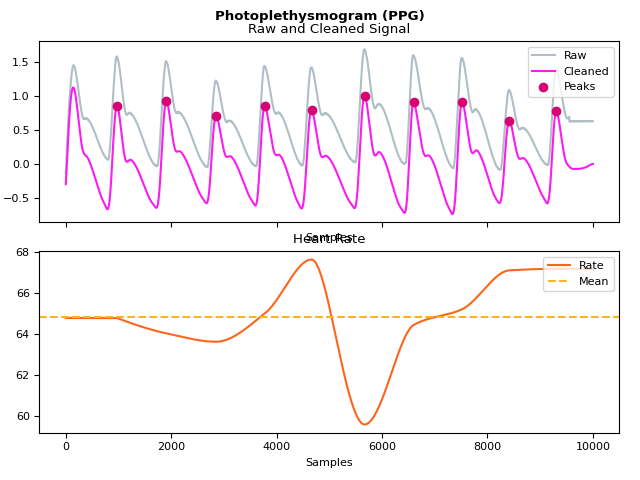 Photoplethysmogram (PPG)
Raw and Cleaned Signal
1.5
1.0
0.5
0.0
−0.5
Raw
Cleaned
Peaks
Samples
Heart Rate
68
66
64
62
60
Rate
Mean
0
2000
4000
6000
8000
10000
Samples